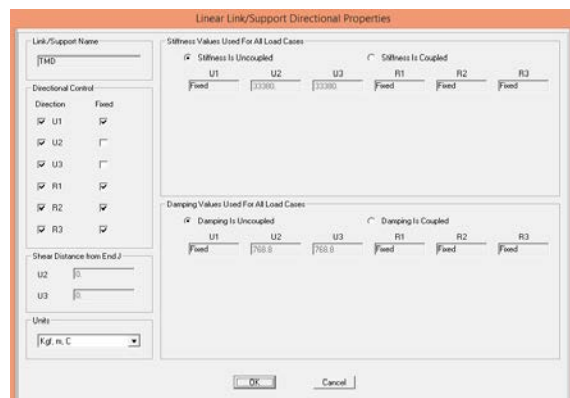 Linear Link/Support Directional Properties
Link/Support Name
TMD
Directional Control
Direction Fixed
U1
U2
U3
R1
R2
R3
Shear Distance from End J
U2 0.
U3 0.
Units
Kgf, m, C
Stiffness Values Used For All Load Cases
Stiffness Is Uncoupled Stiffness Is Coupled
U1 U2 U3 R1 R2 R3
Fixed 33380. 33380. Fixed Fixed Fixed
Damping Values Used For All Load Cases
Damping Is Uncoupled Damping Is Coupled
U1 U2 U3 R1 R2 R3
Fixed 768.8 768.8 Fixed Fixed Fixed
OK Cancel